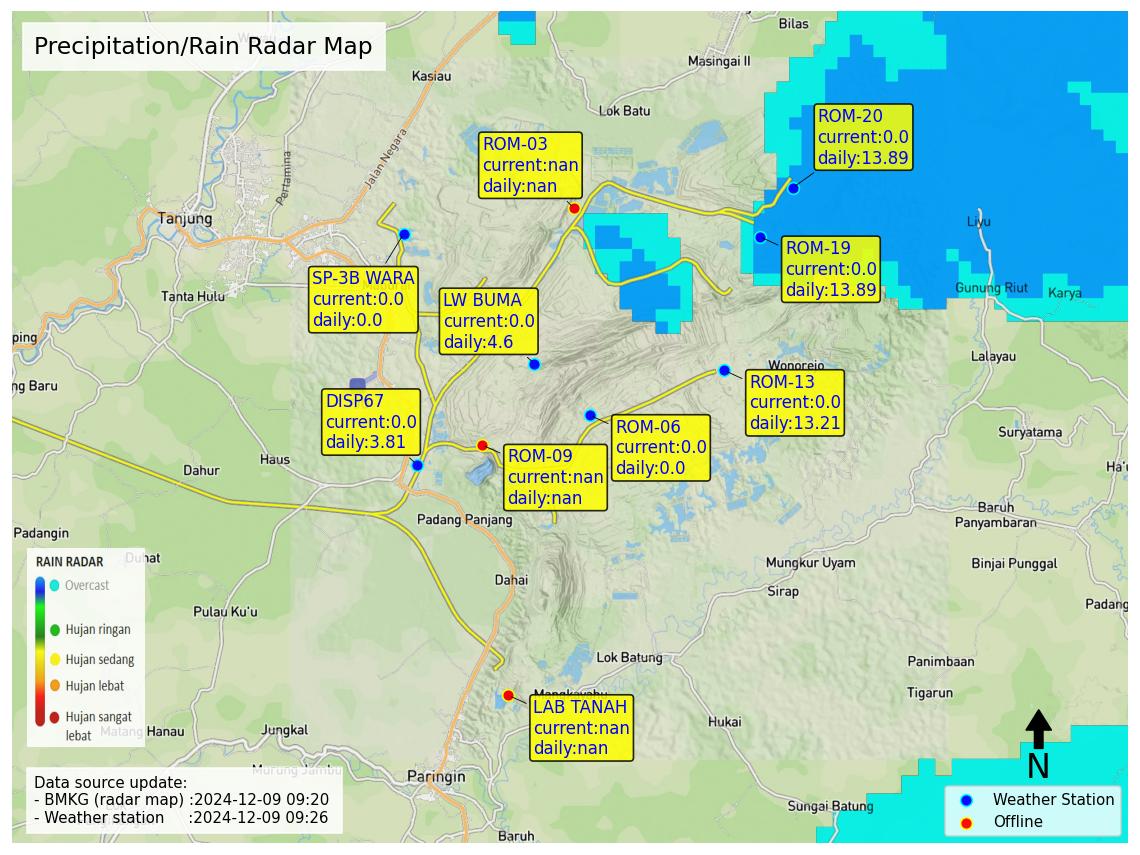 Precipitation/Rain Radar Map
Bilas
Masingai II
Kasiau
Lok Batu
Jalan Negara
Pertamina
Tanjung
Tanta Hulu
ROM-03
current:nan
daily:nan
ROM-20
current:0.0
daily:13.89
Liyu
ROM-19
current:0.0
daily:13.89
SP-3B WARA
current:0.0
daily:0.0
LW BUMA
current:0.0
daily:4.6
Gunung Riut
Karya
ping
ng Baru
Lalayau
Wonorejo
ROM-13
current:0.0
daily:13.21
DISP67
current:0.0
daily:3.81
ROM-06
current:0.0
daily:0.0
ROM-09
current:nan
daily:nan
Suryatama
Ha'u
Haus
Dahur
Padang Panjang
Baruh
Panyambaran
Padangin
Duhat
Binjai Punggal
Mungkur Uyam
Dahai
Sirap
Padang
Pulau Ku'u
RAIN RADAR
Overcast
Hujan ringan
Hujan sedang
Hujan lebat
Hujan sangat
lebat
Lok Batung
Panimbaan
Tigarun
Mangkayahu
LAB TANAH
current:nan
daily:nan
Hukai
Matang Hanau
Jungkal
Murung Jambu
Paringin
N
Sungai Batung
Baruh
Data source update:
- BMKG (radar map) :2024-12-09 09:20
- Weather station :2024-12-09 09:26
Weather Station
Offline